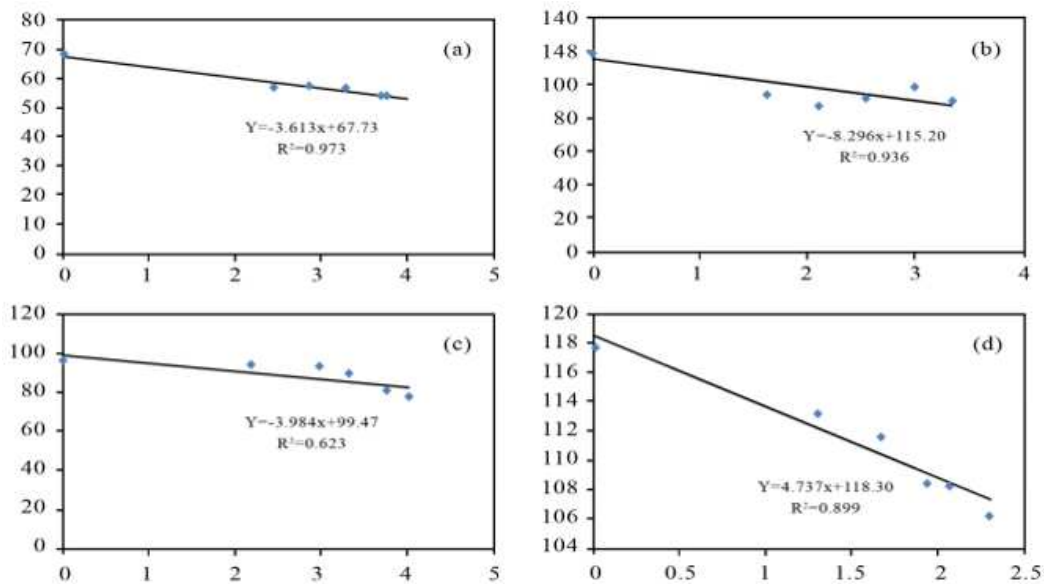 80
70
60
50
40
30
20
10
0
(a)
Y=-3.613x+67.73
R²=0.973
0 1 2 3 4 5
140
148
100
80
60
40
20
0
(b)
Y=-8.296x+115.20
R²=0.936
0 1 2 3 4
120
100
80
60
40
20
0
(c)
Y=-3.984x+99.47
R²=0.623
0 1 2 3 4 5
120
118
116
114
112
110
108
106
104
(d)
Y=4.737x+118.30
R²=0.899
0 0.5 1 1.5 2 2.5